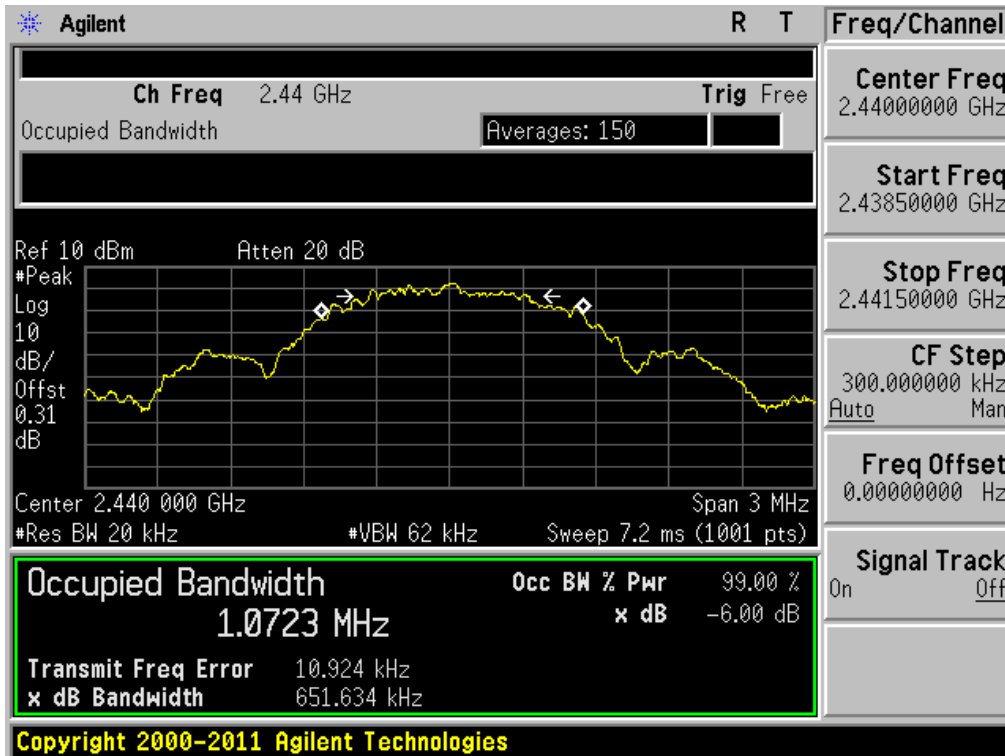 Agilent R T Freq/Channel
Ch Freq 2.44 GHz Trig Free
Occupied Bandwidth Averages: 150
Center Freq
2.44000000 GHz
Start Freq
2.43850000 GHz
Stop Freq
2.44150000 GHz
CF Step
300.000000 kHz
Auto Man
Freq Offset
0.00000000 Hz
Signal Track
On Off
Ref 10 dBm Atten 20 dB
#Peak
Log
10
dB/
Offst
0.31
dB
Center 2.440 000 GHz Span 3 MHz
#Res BW 20 kHz #VBW 62 kHz Sweep 7.2 ms (1001 pts)
Occupied Bandwidth Occ BW % Pwr 99.00 %
1.0723 MHz x dB -6.00 dB
Transmit Freq Error 10.924 kHz
x dB Bandwidth 651.634 kHz
Copyright 2000-2011 Agilent Technologies